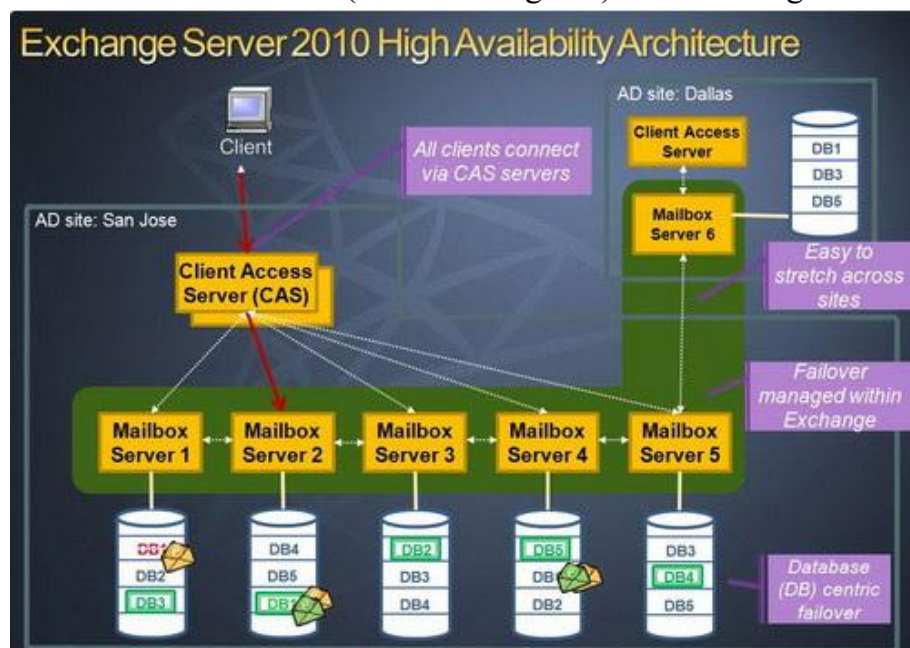 Exchange Server 2010 High Availability Architecture
Client
All clients connect
via CAS servers
AD site: Dallas
Client Access
Server
DB1
DB3
DB5
Mailbox
Server 6
Easy to
stretch across
sites
AD site: San Jose
Client Access
Server (CAS)
Failover
managed within
Exchange
Mailbox
Server 1
Mailbox
Server 2
Mailbox
Server 3
Mailbox
Server 4
Mailbox
Server 5
DB2
DB3
DB4
DB5
DB2
DB3
DB4
DB5
DB2
DB3
DB4
DB5
Database
(DB) centric
failover